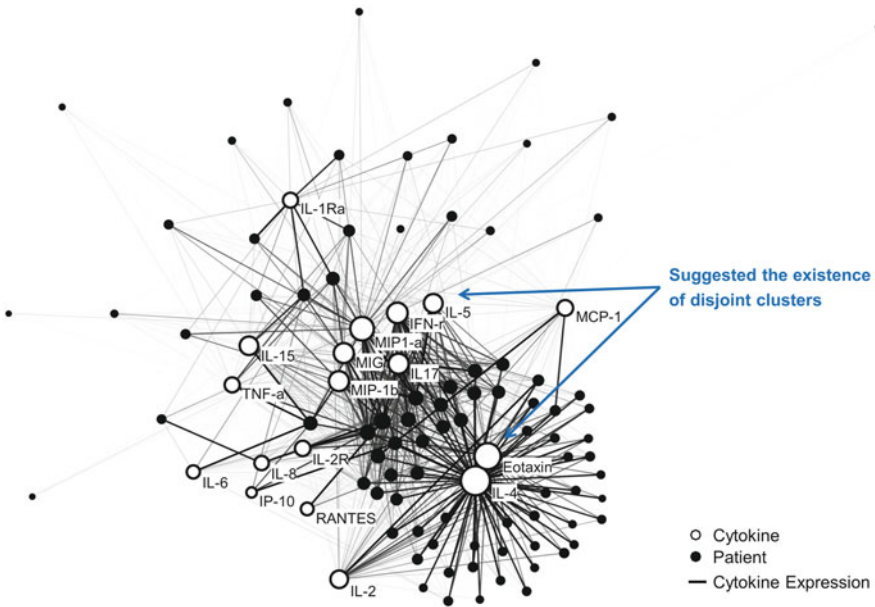 IL-1Ra
Suggested the existence
of disjoint clusters
IL-5
IFN-r
MCP-1
MIP1-a
IL-15
MIG
IL17
MIP-1b
TNF-a
IL-2R
Eotaxin
IL-8
IL-6
IP-10
IL-4
RANTES
IL-2
Cytokine
Patient
Cytokine Expression